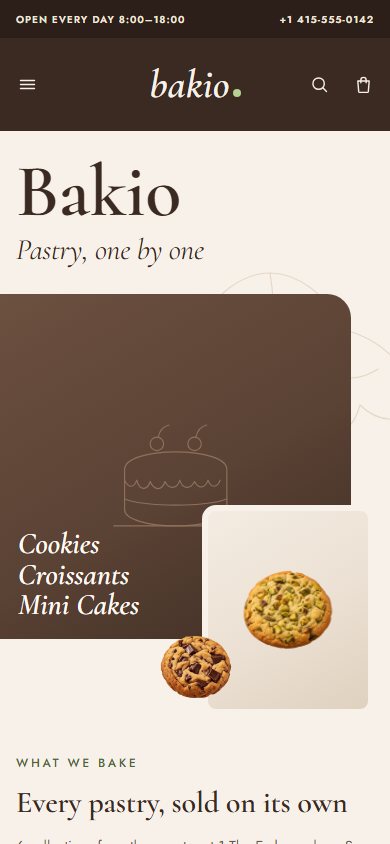 OPEN EVERY DAY 8:00–18:00
+1 415-555-0142
bakio.
Bakio
Pastry, one by one
Cookies
Croissants
Mini Cakes
WHAT WE BAKE
Every pastry, sold on its own